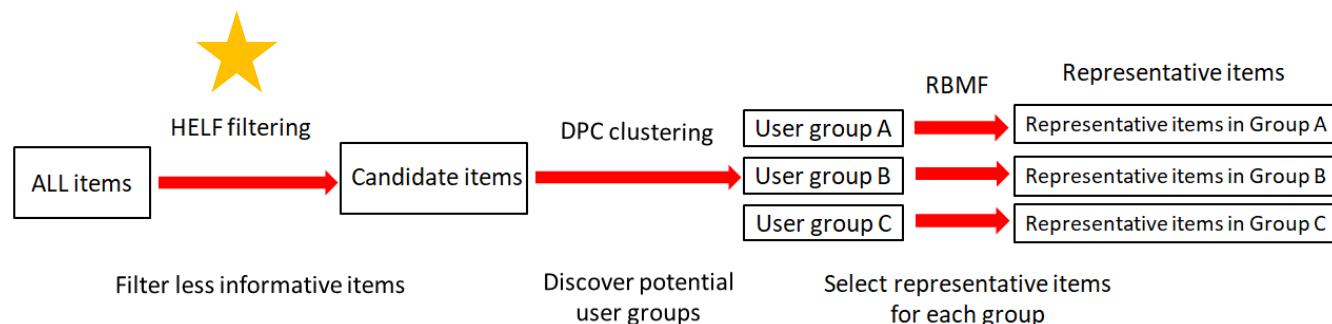 HELF filtering
DPC clustering
RBMF
Representative items
ALL items
Candidate items
User group A
Representative items in Group A
User group B
Representative items in Group B
User group C
Representative items in Group C
Filter less informative items
Discover potential
user groups
Select representative items
for each group